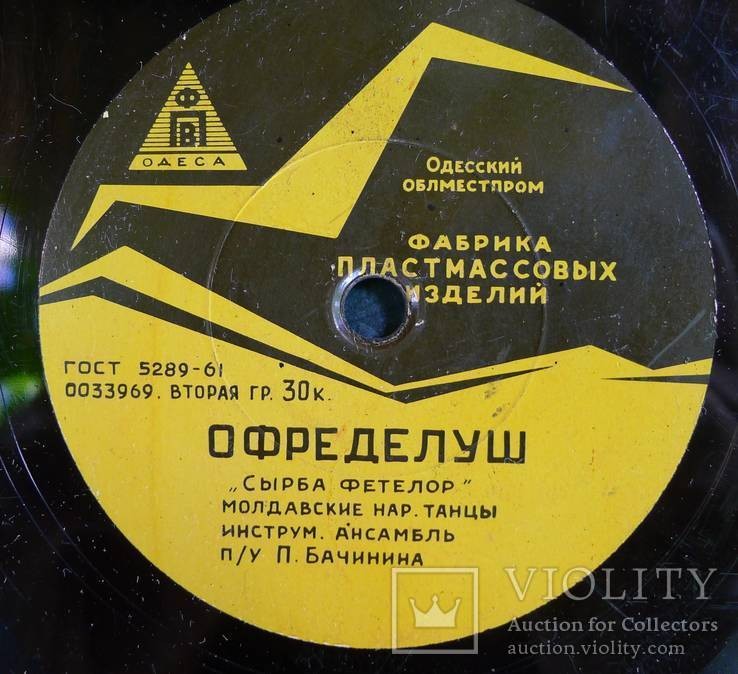 ФПВІ
ОДЕСА
Одесский
облместпром
ФАБРИКА
ПЛАСТМАССОВЫХ
ИЗДЕЛИЙ
ГОСТ 5289-61
0033969. ВТОРАЯ ГР. 30к.
ОФРЕДЕЛУШ
„СЫРБА ФЕТЕЛОР"
МОЛДАВСКИЕ НАР. ТАНЦЫ
ИНСТРУМ. АНСАМБЛЬ
П/У П. БАЧИНИНА
VIOLITY
Auction for Collectors
auction.violity.com